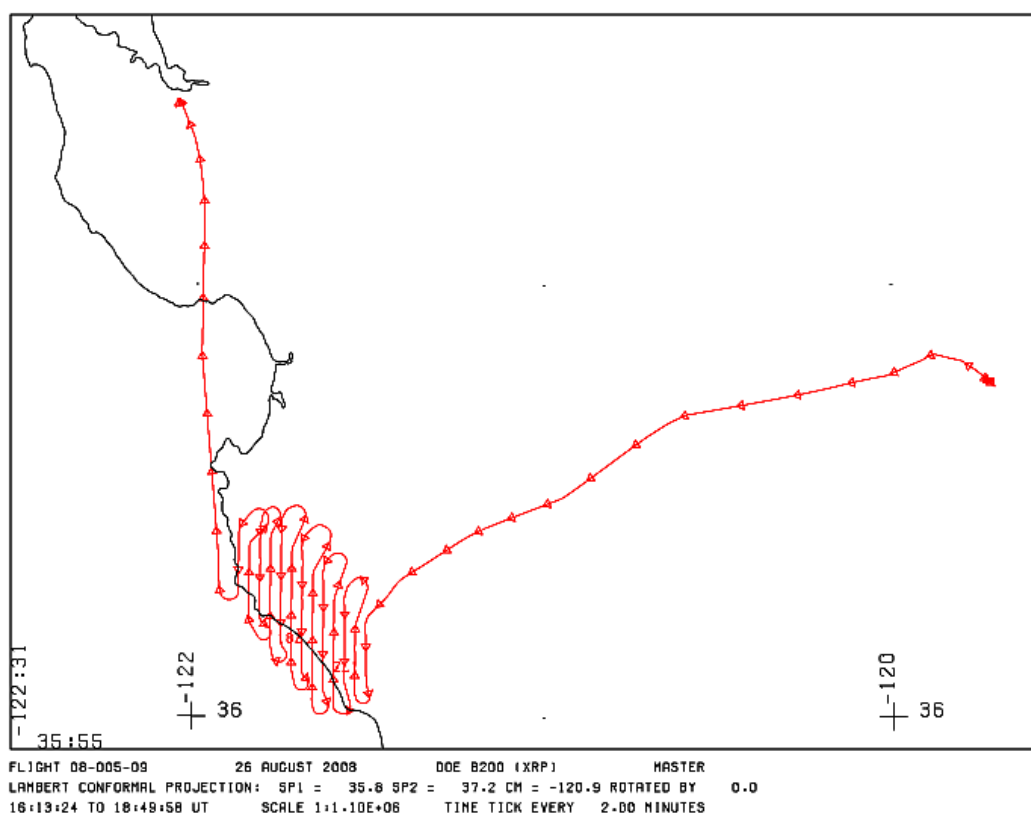 8
7
-122:31
35:55
-122
36
-120
36
FLIGHT 08-005-09 26 AUGUST 2008 DOE B200 (XRP) MASTER
LAMBERT CONFORMAL PROJECTION: SP1 = 35.8 SP2 = 37.2 CM = -120.9 ROTATED BY 0.0
16:13:24 TO 18:49:58 UT SCALE 1:1.10E+06 TIME TICK EVERY 2.00 MINUTES